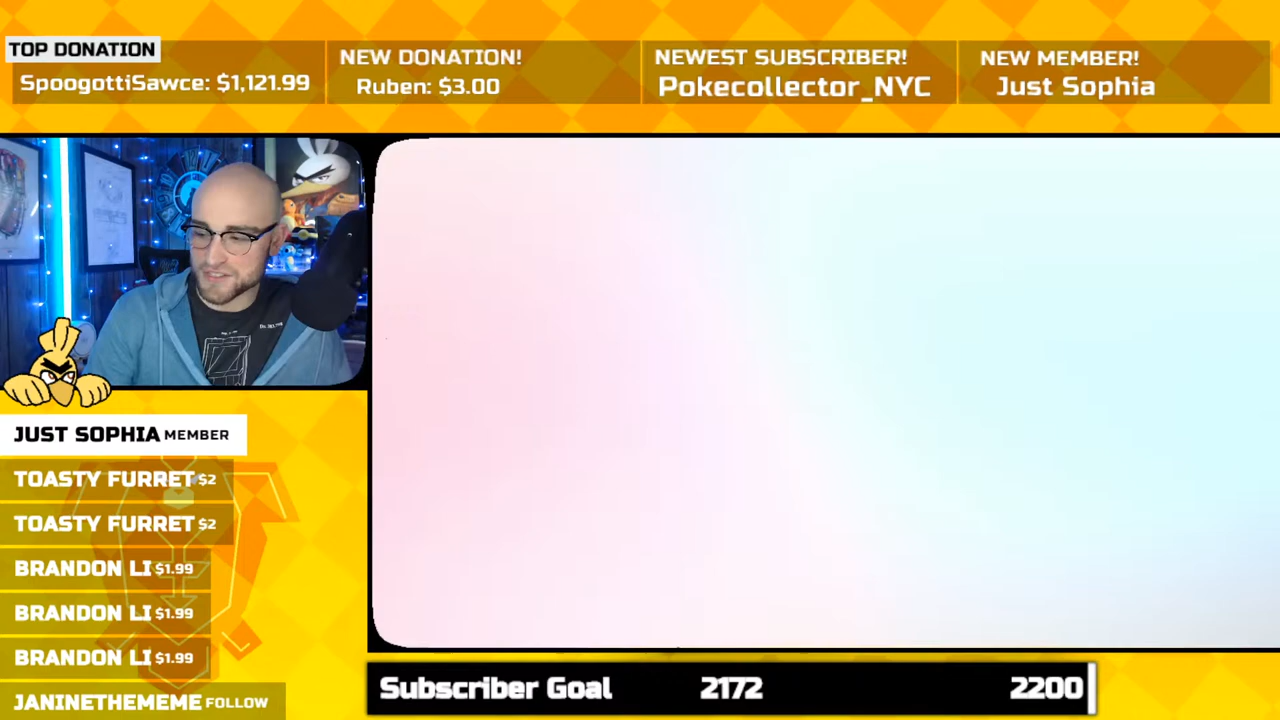 TOP DONATION
SpoogottiSawce: $1,121.99
NEW DONATION!
Ruben: $3.00
NEWEST SUBSCRIBER!
Pokecollector_NYC
NEW MEMBER!
Just Sophia
JUST SOPHIA MEMBER
TOASTY FURRET $2
TOASTY FURRET $2
BRANDON LI $1.99
BRANDON LI $1.99
BRANDON LI $1.99
JANINETHEMEME FOLLOW
Subscriber Goal 2172 2200